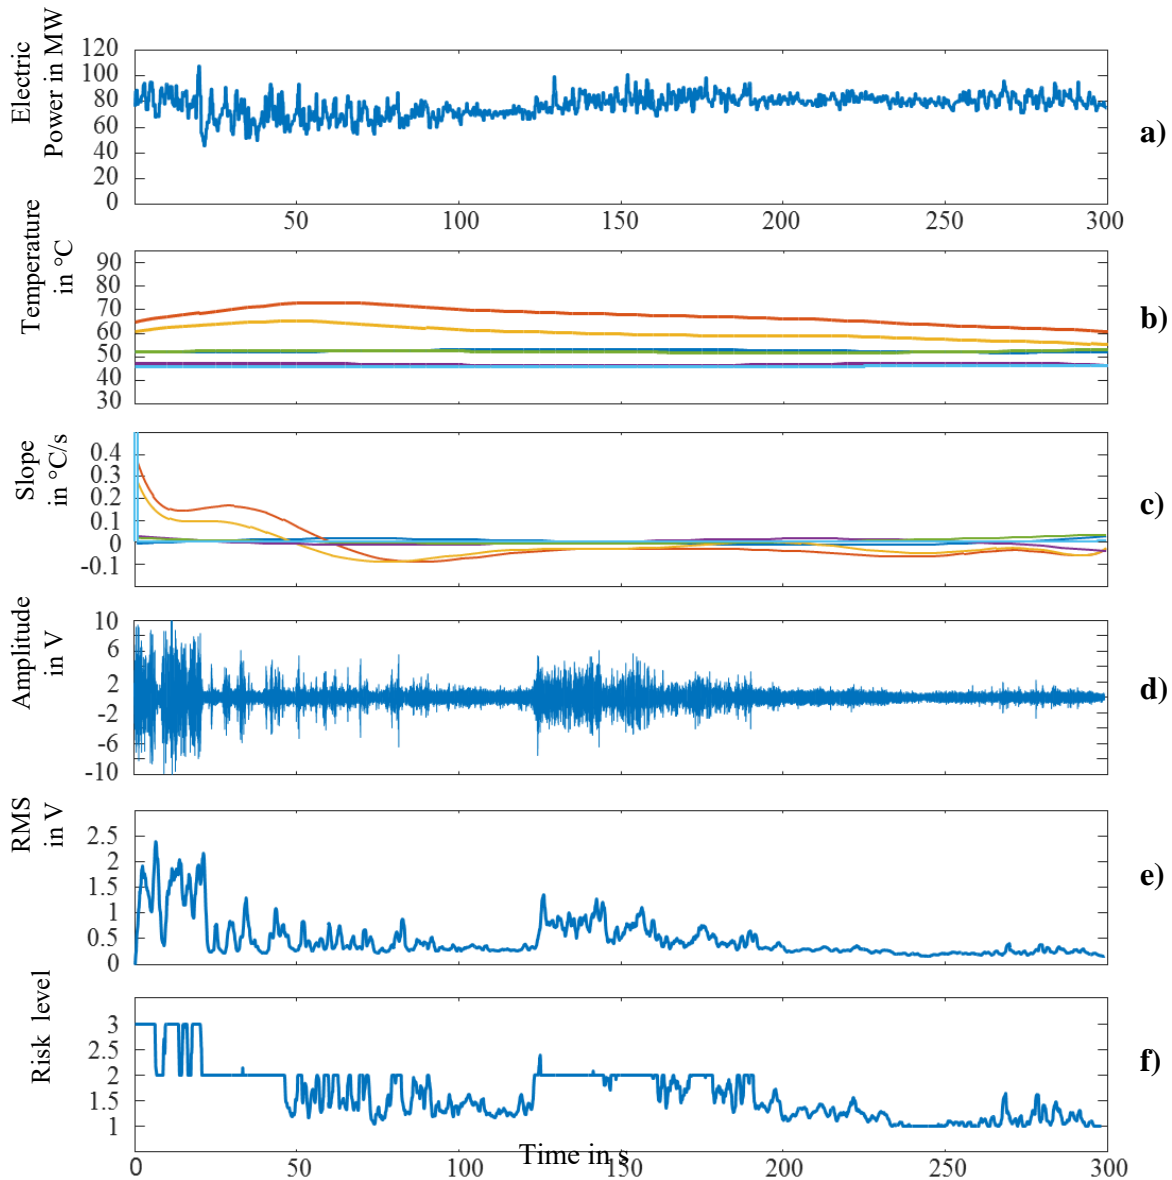 Electric
Power in MW
120
100
80
60
40
20
0
50
100
150
200
250
300
a)
Temperature
in °C
90
80
70
60
50
40
30
b)
Slope
in °C/s
0.4
0.3
0.2
0.1
0
-0.1
c)
Amplitude
in V
10
6
2
-2
-6
-10
d)
RMS
in V
2.5
2
1.5
1
0.5
0
e)
Risk level
3
2.5
2
1.5
1
f)
0
50
100
150
200
250
300
Time in s